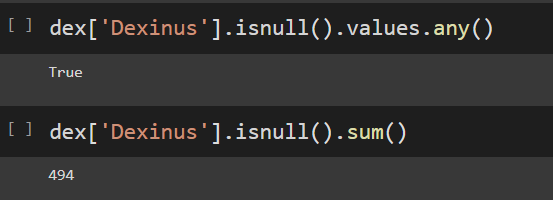 [ ] dex['Dexinus'].isnull().values.any()
True
[ ] dex['Dexinus'].isnull().sum()
494